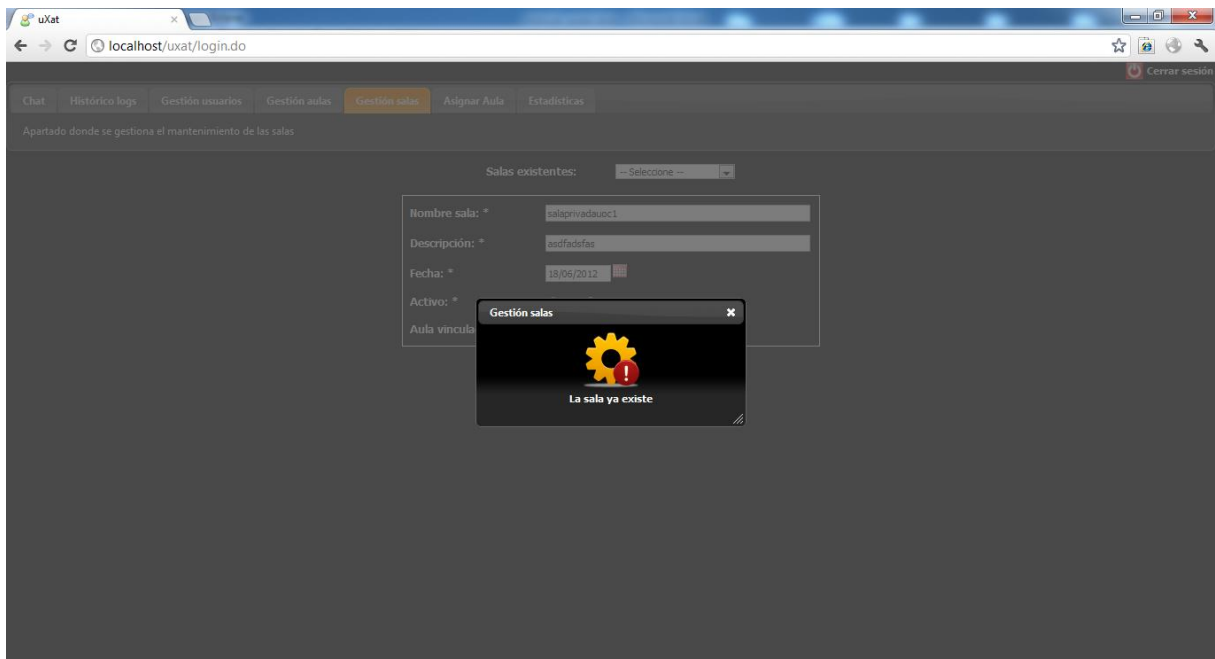 uXat
localhost/uxat/login.do
Cerrar sesión
Chat Histórico logs Gestión usuarios Gestión aulas Gestión salas Asignar Aula Estadísticas
Apartado donde se gestiona el mantenimiento de las salas
Salas existentes: -- Seleccione --
Nombre sala: * salaprivadauoc1
Descripción: * asdfadsfas
Fecha: * 18/06/2012
Activo: *
Aula vincula
Gestión salas
La sala ya existe